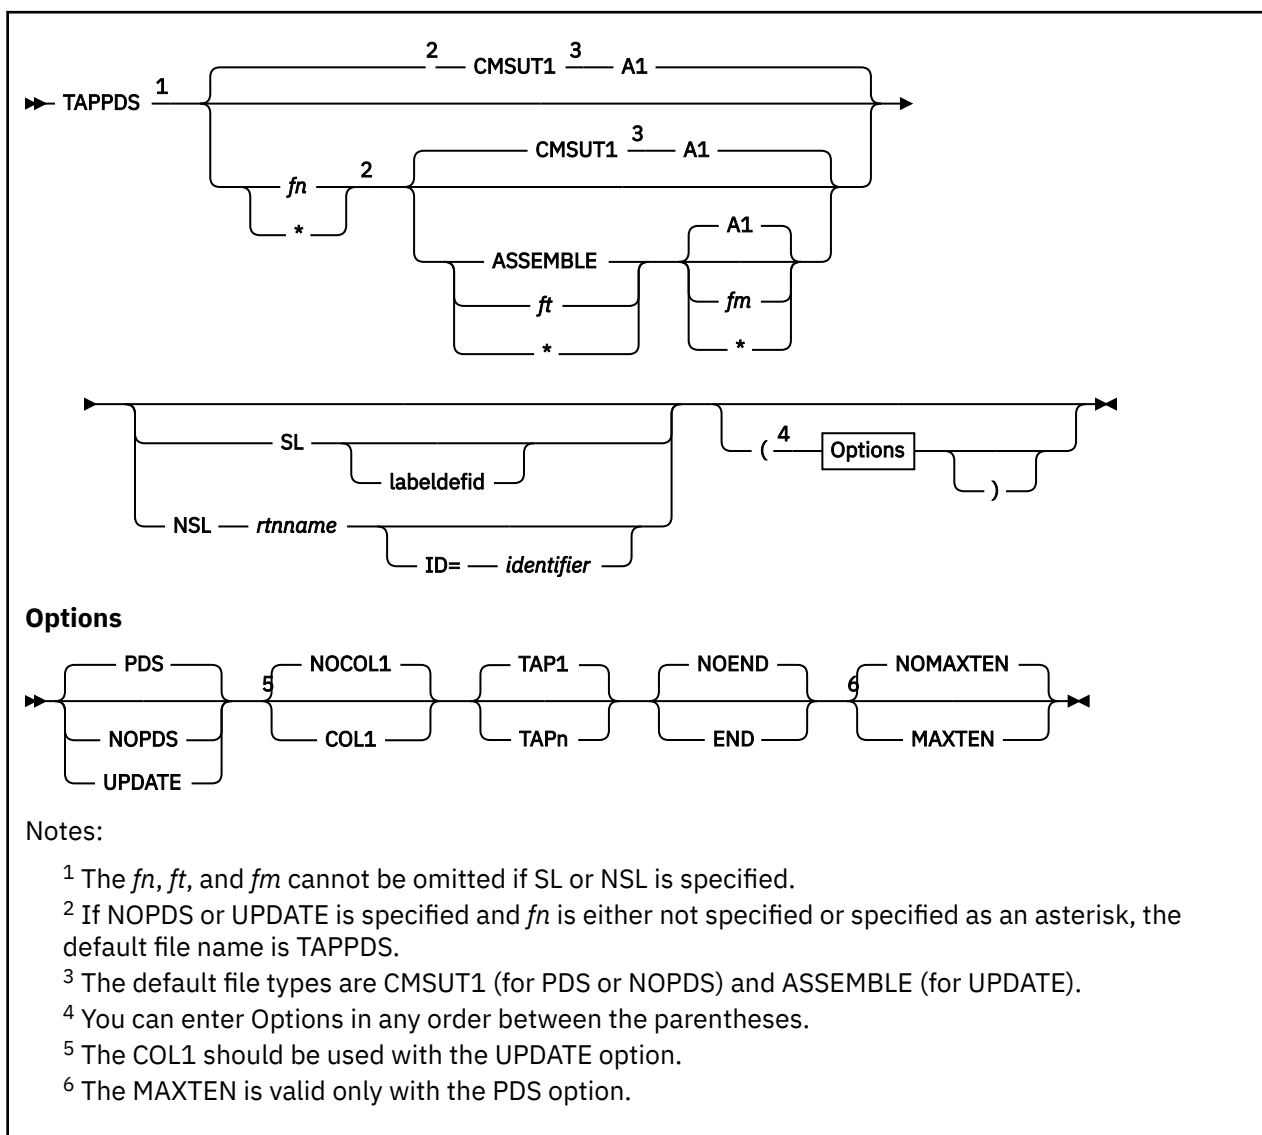 2 CMSUT1 3 A1
TAPPDS 1
CMSUT1 3 A1
fn 2
*
A1
ASSEMBLE
ft
fm
*
*
SL
( 4 Options
labeldefid
)
NSL rtnname
ID= identifier
Options
PDS NOCOL1 TAP1 NOEND NOMAXTEN
5 6
NOPDS COL1 TAPn END MAXTEN
UPDATE
Notes:
1 The fn, ft, and fm cannot be omitted if SL or NSL is specified.
2 If NOPDS or UPDATE is specified and fn is either not specified or specified as an asterisk, the
default file name is TAPPDS.
3 The default file types are CMSUT1 (for PDS or NOPDS) and ASSEMBLE (for UPDATE).
4 You can enter Options in any order between the parentheses.
5 The COL1 should be used with the UPDATE option.
6 The MAXTEN is valid only with the PDS option.